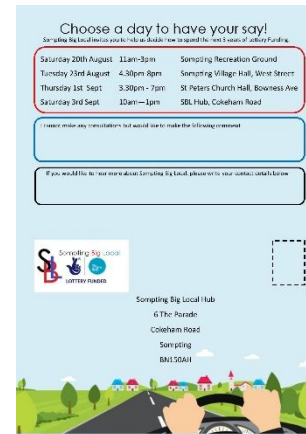 Choose a day to have your say!
Sompting Big Local invites you to help us decide how to spend the next 3 years of Lottery Funding.
Saturday 20th August 11am-3pm Sompting Recreation Ground
Tuesday 23rd August 4.30pm-8pm Sompting Village Hall, West Street
Thursday 1st Sept 3.30pm - 7pm St Peters Church Hall, Bowness Ave
Saturday 3rd Sept 10am—1pm SBL Hub, Cokeham Road
I cannot make any consultations but would like to make the following comment
If you would like to hear more about Sompting Big Local, please write your contact details below
Sompting Big Local
SBL
LOTTERY FUNDED
Sompting Big Local Hub
6 The Parade
Cokeham Road
Sompting
BN150AH